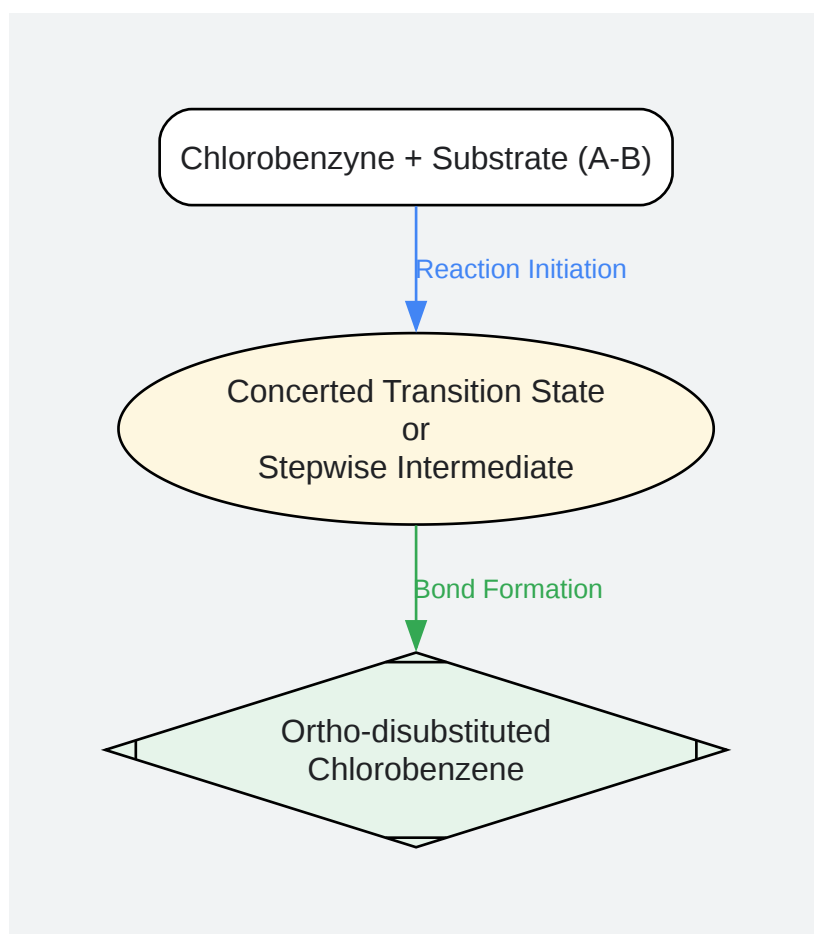 Chlorobenzyne + Substrate (A-B)
Reaction Initiation
Concerted Transition State
or
Stepwise Intermediate
Bond Formation
Ortho-disubstituted
Chlorobenzene